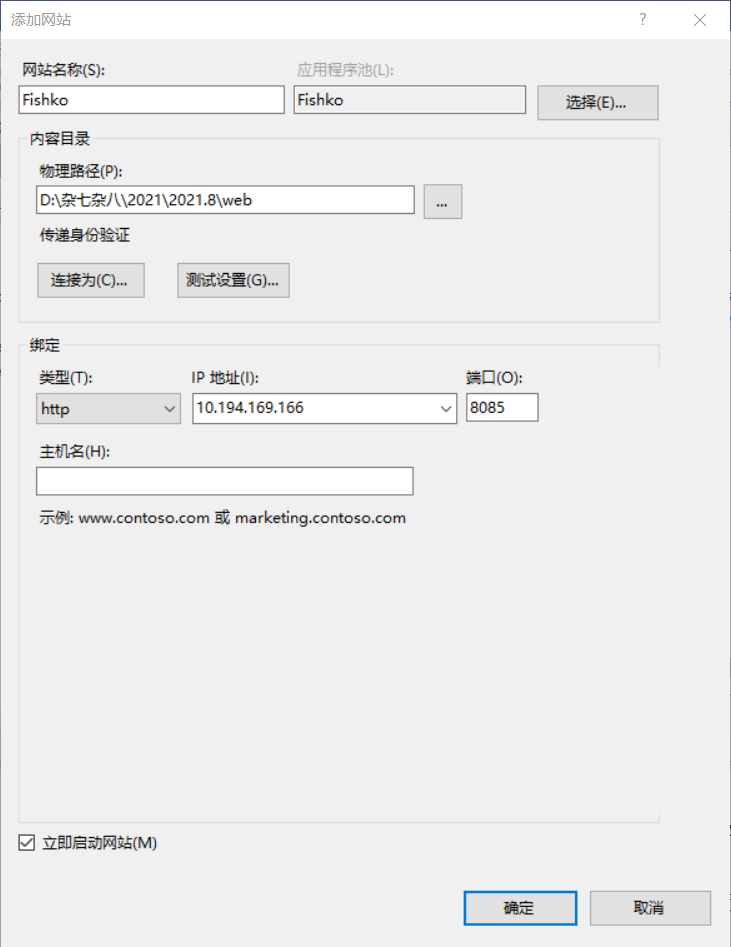 添加网站 ?
网站名称(S): 应用程序池(L):
Fishko Fishko 选择(E)...
内容目录
物理路径(P):
D:\杂七杂八\2021\2021.8\web ...
传递身份验证
连接为(C)... 测试设置(G)...
绑定
类型(T): IP 地址(I): 端口(O):
http 10.194.169.166 8085
主机名(H):
示例: www.contoso.com 或 marketing.contoso.com
立即启动网站(M)
确定 取消